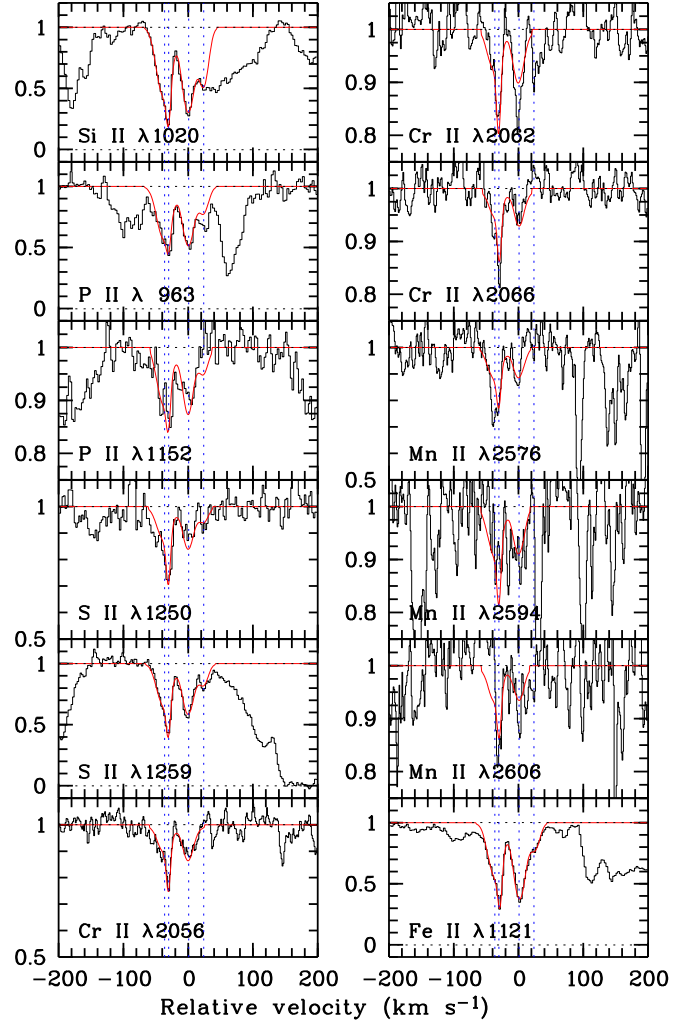 1
0.5
0
Si II λ1020
1
0.5
0
P II λ 963
1
0.9
0.8
P II λ1152
1
S II λ1250
0.5
1
0.5
0
S II λ1259
1
Cr II λ2056
0.5
-200 -100 0 100 200
1
0.9
0.8
Cr II λ2062
1
0.9
0.8
Cr II λ2066
1
Mn II λ2576
0.5
1
0.9
0.8
Mn II λ2594
1
0.9
0.8
Mn II λ2606
1
0.5
0
Fe II λ1121
-200 -100 0 100 200
Relative velocity (km s⁻¹)